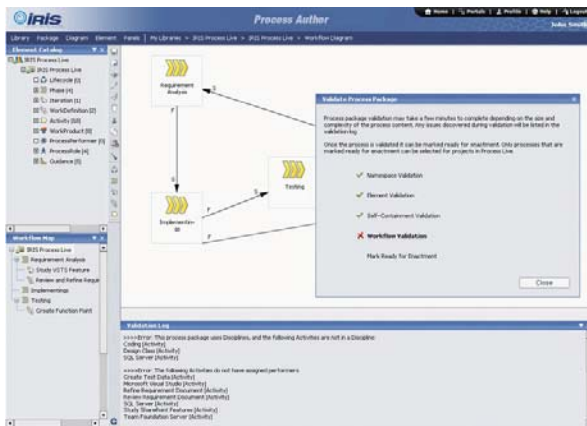 IRIS
Process Author
Home | Portals | Profile | Help | Logout
John Smith
Library Package Diagram Element Panels | My Libraries > IRIS Process Live > IRIS Process Live > Workflow Diagram
Element Catalog
IRIS Process Live
IRIS Process Live
Lifecycle [0]
Phase [4]
Iteration [1]
WorkDefinition [2]
Activity [10]
WorkProduct [8]
ProcessPerformer
ProcessRole [4]
Guidance [5]
Workflow Map
IRIS Process Live
Requirement Analysis
Study VSTS Feature
Review and Refine Requi
Implementings
Testing
Create Function Point
Requirement
Analysis
Testing
Implementin
gs
F
S
S
F
S
F
Validate Process Package
Process package validation may take a few minutes to complete depending on the size and
complexity of the process content. Any issues discovered during validation will be listed in the
validation log.
Once the process is validated it can be marked ready for enactment. Only processes that are
marked ready for enactment can be selected for projects in Process Live.
Namespace Validation
Element Validation
Self-Containment Validation
Workflow Validation
Mark Ready for Enactment
Close
Validation Log
>>>>Error: This process package uses Disciplines, and the following Activities are not in a Discipline
Coding [Activity]
Design Class [Activity]
SQL Server [Activity]
>>>>Error: The following Activities do not have assigned performers
Create Test Data [Activity]
Microsoft Visual Studio [Activity]
Refine Requirement Document [Activity]
Review Requirement Document [Activity]
SQL Server [Activity]
Study Sharepoint Features [Activity]
Team Foundation Server [Activity]